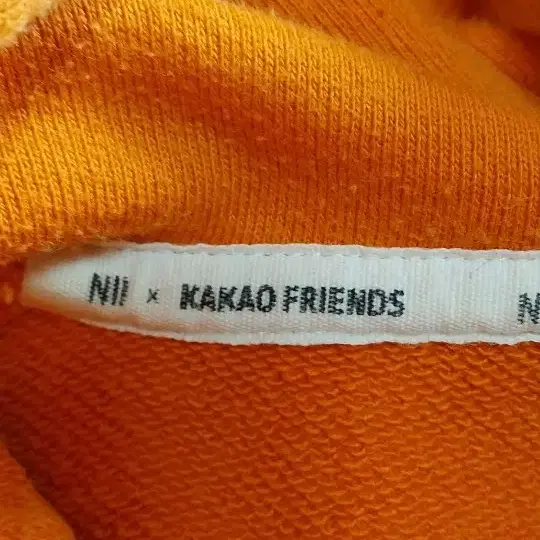 NII × KAKAO FRIENDS